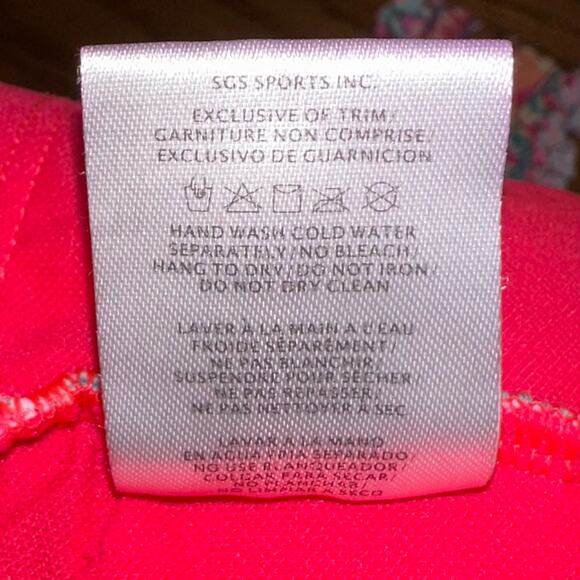 SGS SPORTS INC.
EXCLUSIVE OF TRIM/
GARNITURE NON COMPRISE/
EXCLUSIVO DE GUARNICION
HAND WASH COLD WATER
SEPARATELY/NO BLEACH/
HANG TO DRY/DO NOT IRON/
DO NOT DRY CLEAN
LAVER À LA MAIN A L'EAU
FROIDE SÉPARÉMENT/
NE PAS BLANCHIR/
SUSPENDRE POUR SÉCHER/
NE PAS REPASSER/
NE PAS NETTOYER A SEC
LAVAR A LA MANO
EN AGUA FRIA SEPARADO/
NO USE BLANQUEADOR/
COLGAR PARA SECAR/
NO PLANCHAR/
NO LIMPIAR A SECO